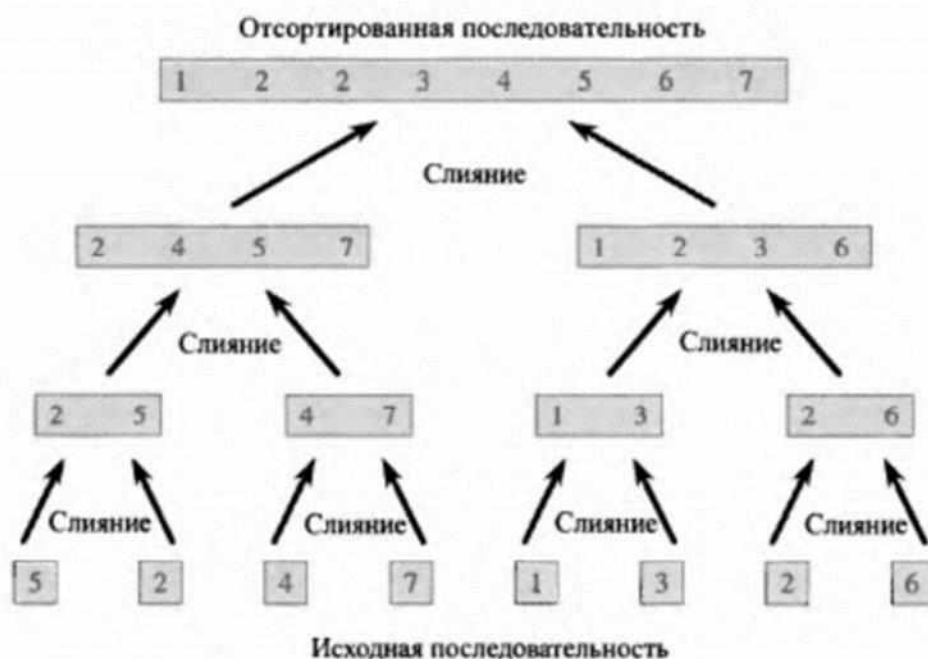 Отсортированная последовательность
1 2 2 3 4 5 6 7
Слияние
2 4 5 7
1 2 3 6
Слияние
Слияние
2 5
4 7
1 3
2 6
Слияние
Слияние
Слияние
Слияние
5 2 4 7 1 3 2 6
Исходная последовательность